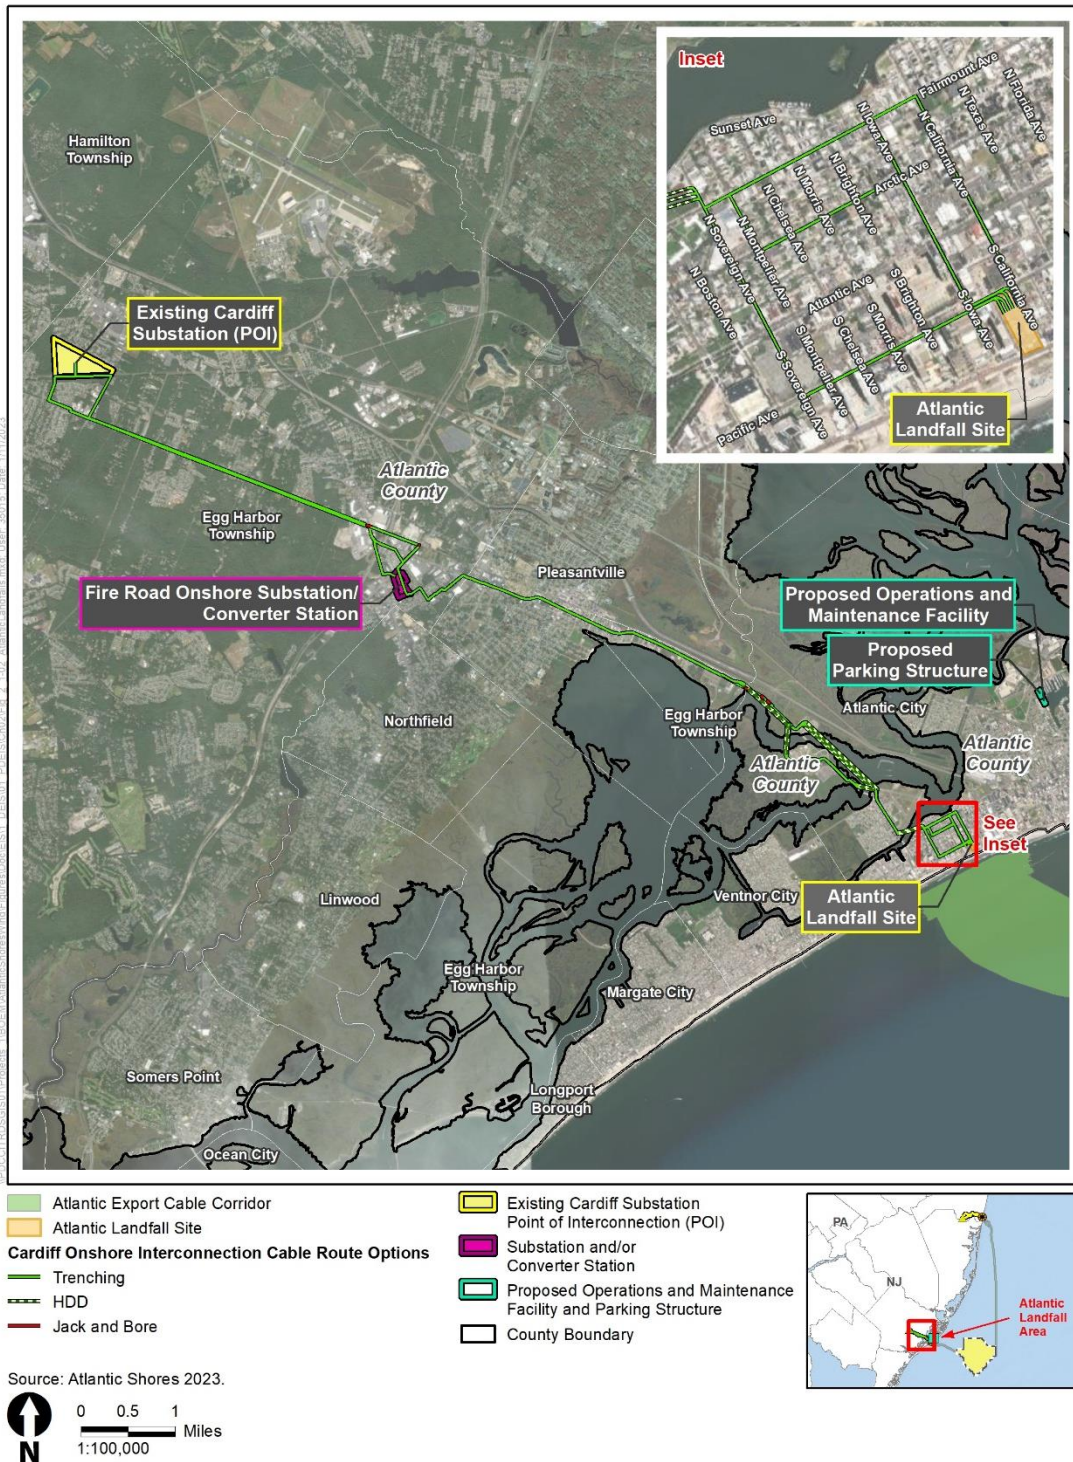 Inset
Sunset Ave
Fairmount Ave
N Florida Ave
N Texas Ave
N California Ave
N Iowa Ave
Arctic Ave
N Brighton Ave
N Morris Ave
N Chelsea Ave
N Montpelier Ave
N Sovereign Ave
N Boston Ave
Atlantic Ave
S California Ave
S Iowa Ave
S Brighton Ave
S Morris Ave
S Chelsea Ave
S Montpelier Ave
S Sovereign Ave
Pacific Ave
Atlantic
Landfall Site
Hamilton
Township
Existing Cardiff
Substation (POI)
Atlantic
County
Egg Harbor
Township
Fire Road Onshore Substation/
Converter Station
Pleasantville
Proposed Operations and
Maintenance Facility
Proposed
Parking Structure
Atlantic City
Northfield
Egg Harbor
Township
Atlantic
County
Atlantic
County
See
Inset
Ventnor City
Atlantic
Landfall Site
Linwood
Egg Harbor
Township
Margate City
Somers Point
Longport
Borough
Ocean City
Atlantic Export Cable Corridor
Atlantic Landfall Site
Cardiff Onshore Interconnection Cable Route Options
Trenching
HDD
Jack and Bore
Existing Cardiff Substation
Point of Interconnection (POI)
Substation and/or
Converter Station
Proposed Operations and Maintenance
Facility and Parking Structure
County Boundary
PA
NJ
Atlantic
Landfall
Area
Source: Atlantic Shores 2023.
N
0 0.5 1
Miles
1:100,000